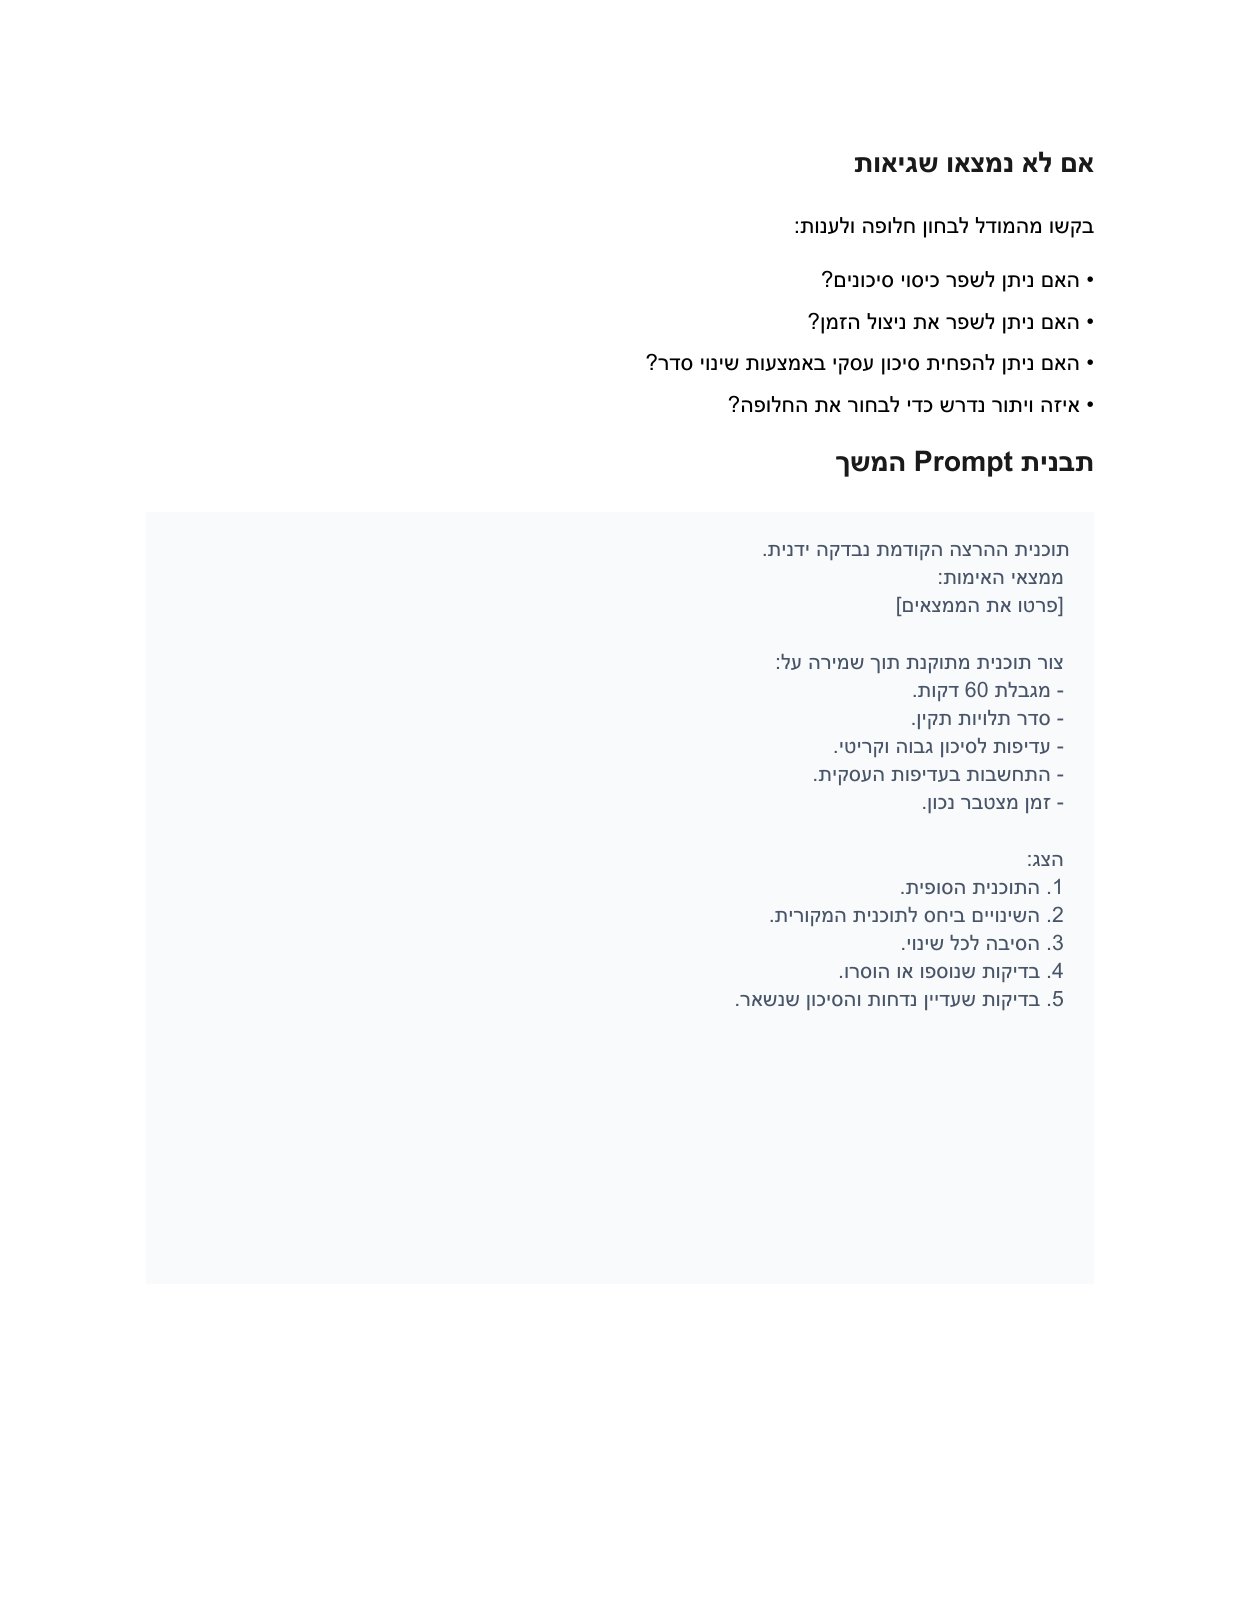 אם לא נמצאו שגיאות
בקשו מהמודל לבחון חלופה ולענות:
• האם ניתן לשפר כיסוי סיכונים?
• האם ניתן לשפר את ניצול הזמן?
• האם ניתן להפחית סיכון עסקי באמצעות שינוי סדר?
• איזה ויתור נדרש כדי לבחור את החלופה?
תבנית Prompt המשך
תוכנית ההרצה הקודמת נבדקה ידנית.
ממצאי האימות:
[פרטו את הממצאים]
צור תוכנית מתוקנת תוך שמירה על:
- מגבלת 60 דקות.
- סדר תלויות תקין.
- עדיפות לסיכון גבוה וקריטי.
- התחשבות בעדיפות העסקית.
- זמן מצטבר נכון.
הצג:
1. התוכנית הסופית.
2. השינויים ביחס לתוכנית המקורית.
3. הסיבה לכל שינוי.
4. בדיקות שנוספו או הוסרו.
5. בדיקות שעדיין נדחות והסיכון שנשאר.